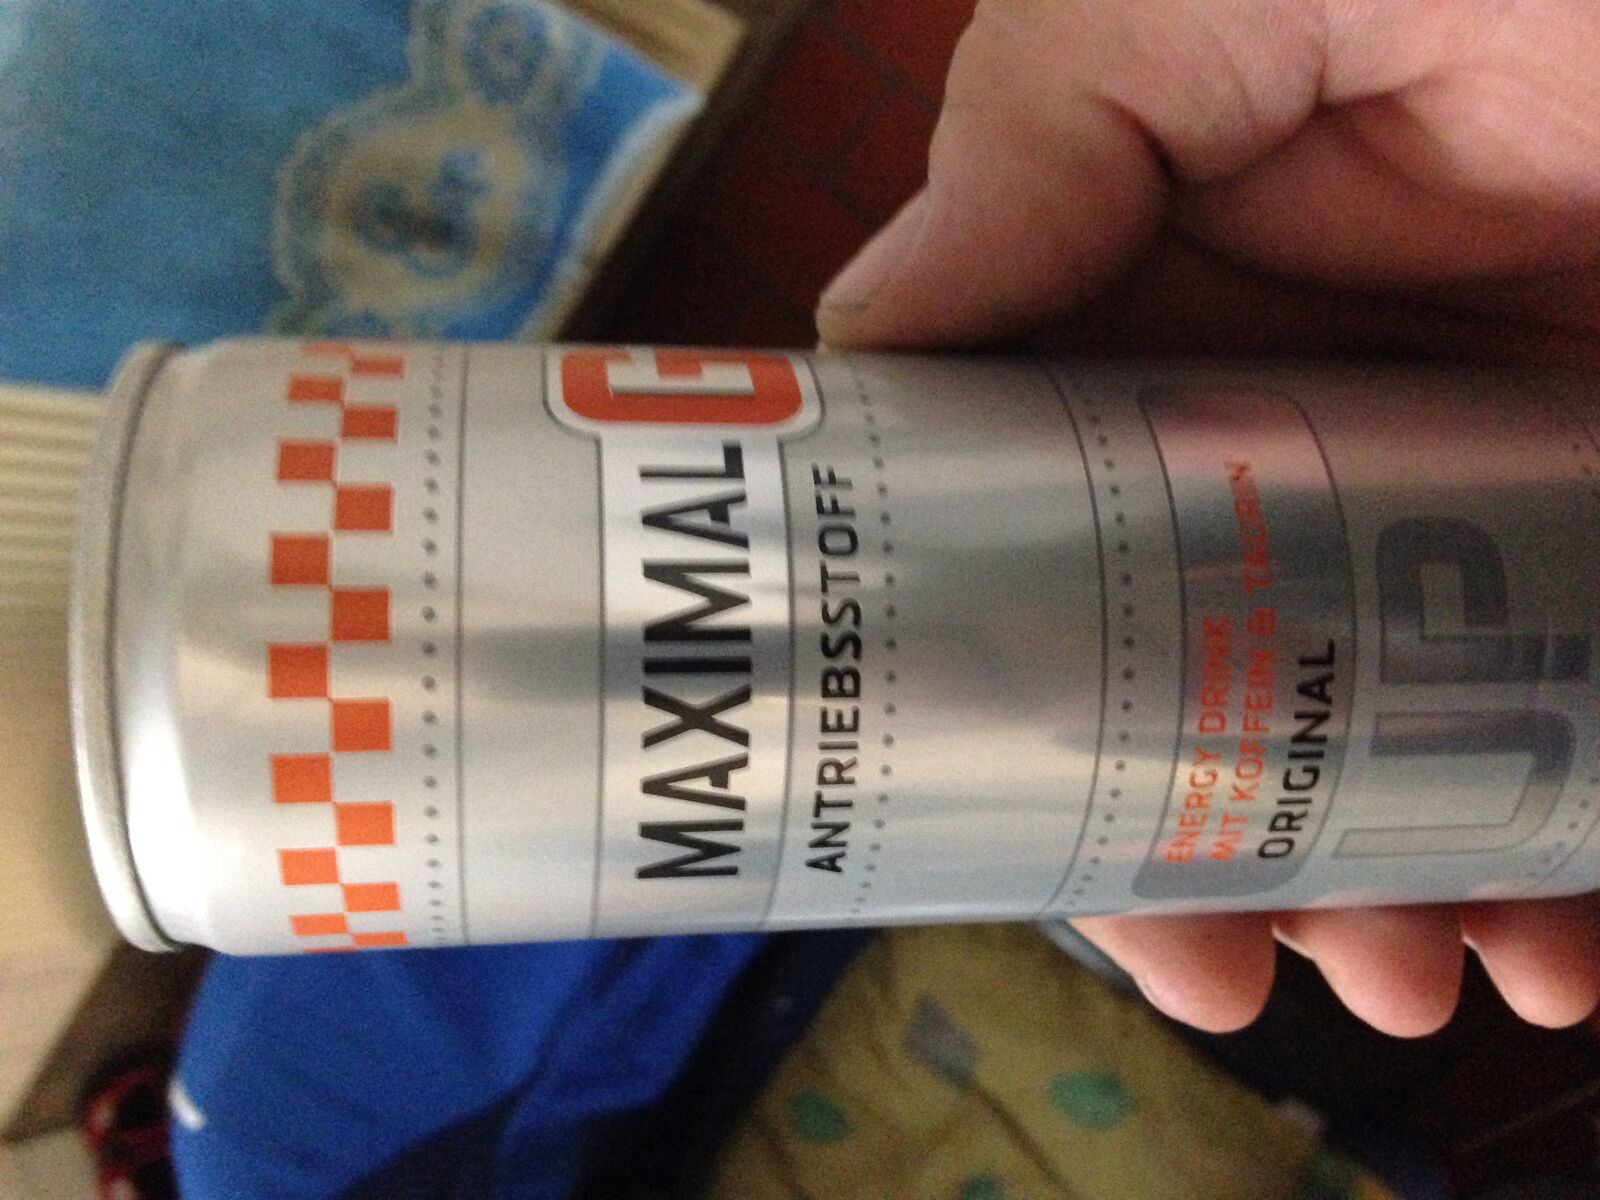 MAXIMAL G
ANTRIEBSSTOFF
ENERGY DRINK
MIT KOFFEIN & TAURIN
ORIGINAL
UP